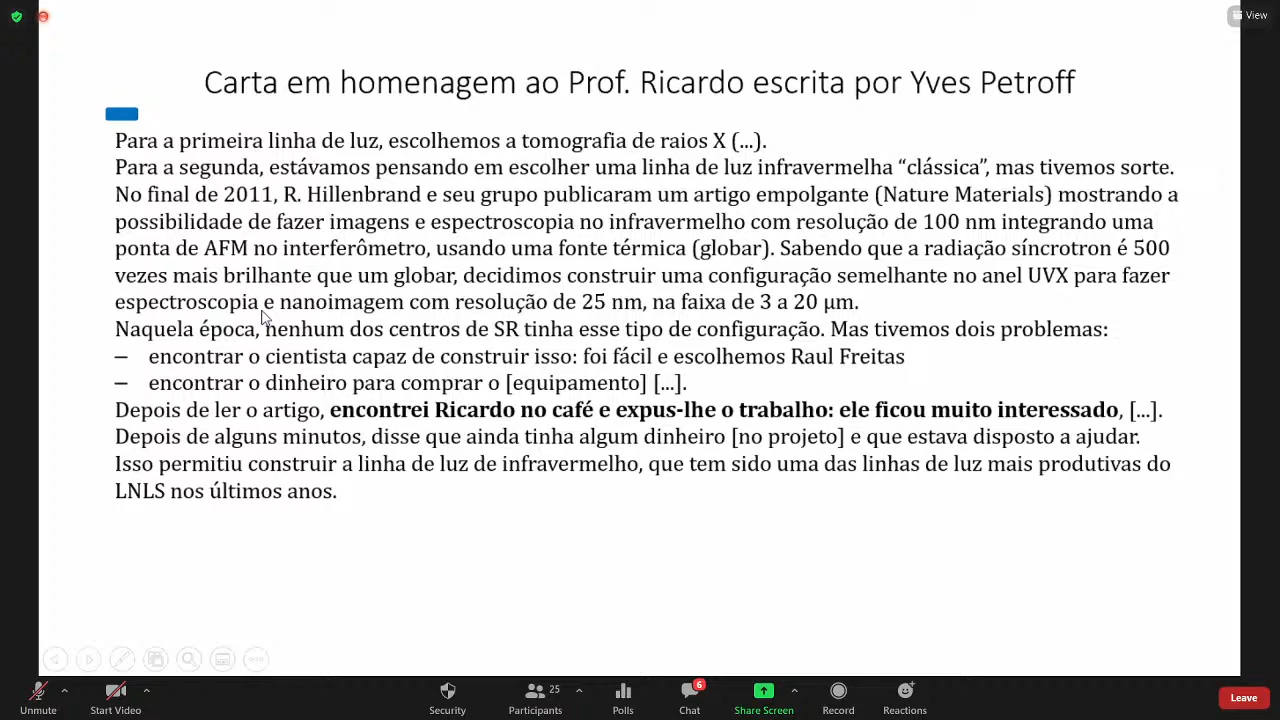 View
Carta em homenagem ao Prof. Ricardo escrita por Yves Petroff
Para a primeira linha de luz, escolhemos a tomografia de raios X (...).
Para a segunda, estávamos pensando em escolher uma linha de luz infravermelha “clássica”, mas tivemos sorte.
No final de 2011, R. Hillenbrand e seu grupo publicaram um artigo empolgante (Nature Materials) mostrando a
possibilidade de fazer imagens e espectroscopia no infravermelho com resolução de 100 nm integrando uma
ponta de AFM no interferômetro, usando uma fonte térmica (globar). Sabendo que a radiação síncrotron é 500
vezes mais brilhante que um globar, decidimos construir uma configuração semelhante no anel UVX para fazer
espectroscopia e nanoimagem com resolução de 25 nm, na faixa de 3 a 20 µm.
Naquela época, nenhum dos centros de SR tinha esse tipo de configuração. Mas tivemos dois problemas:
– encontrar o cientista capaz de construir isso: foi fácil e escolhemos Raul Freitas
– encontrar o dinheiro para comprar o [equipamento] [...].
Depois de ler o artigo, encontrei Ricardo no café e expus-lhe o trabalho: ele ficou muito interessado, [...].
Depois de alguns minutos, disse que ainda tinha algum dinheiro [no projeto] e que estava disposto a ajudar.
Isso permitiu construir a linha de luz de infravermelho, que tem sido uma das linhas de luz mais produtivas do
LNLS nos últimos anos.
Unmute
Start Video
Security
Participants 25
Polls
Chat 6
Share Screen
Record
Reactions
Leave